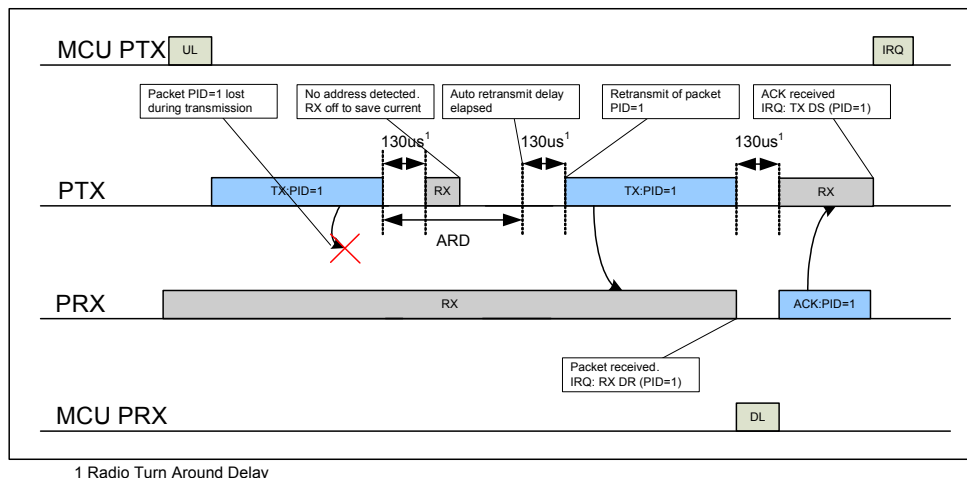 MCU PTX
UL
IRQ
Packet PID=1 lost
during transmission
No address detected.
RX off to save current
Auto retransmit delay
elapsed
Retransmit of packet
PID=1
ACK received
IRQ: TX DS (PID=1)
130us1
130us1
130us1
PTX
TX:PID=1
RX
TX:PID=1
RX
ARD
PRX
RX
ACK:PID=1
Packet received.
IRQ: RX DR (PID=1)
MCU PRX
DL
1 Radio Turn Around Delay